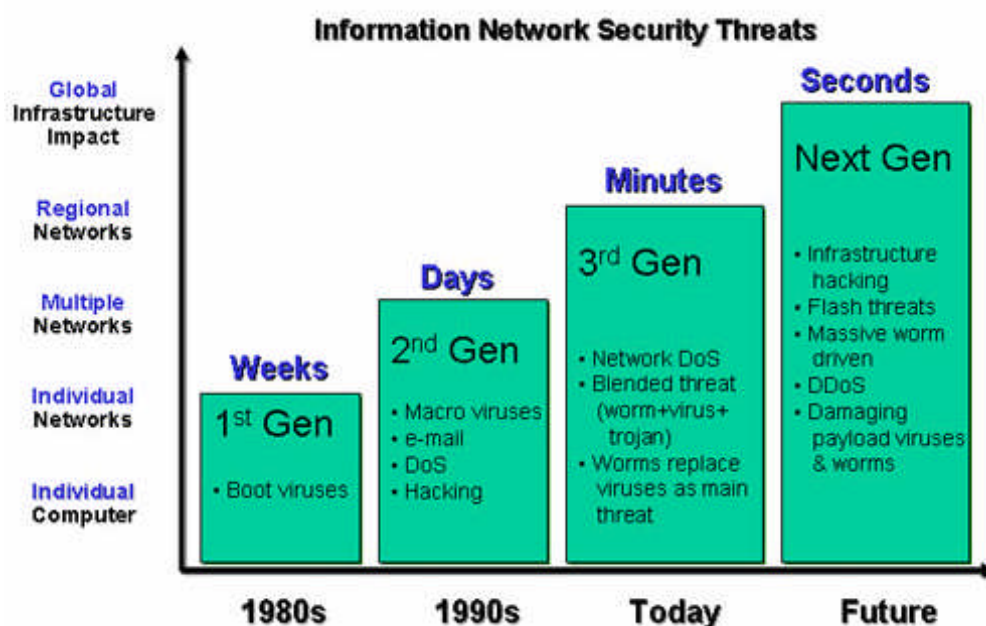 Information Network Security Threats
Global
Infrastructure
Impact
Regional
Networks
Multiple
Networks
Individual
Networks
Individual
Computer
Weeks
1st Gen
• Boot viruses
Days
2nd Gen
• Macro viruses
• e-mail
• DoS
• Hacking
Minutes
3rd Gen
• Network DoS
• Blended threat
(worm+virus+
trojan)
• Worms replace
viruses as main
threat
Seconds
Next Gen
• Infrastructure
hacking
• Flash threats
• Massive worm
driven
• DDoS
• Damaging
payload viruses
& worms
1980s
1990s
Today
Future